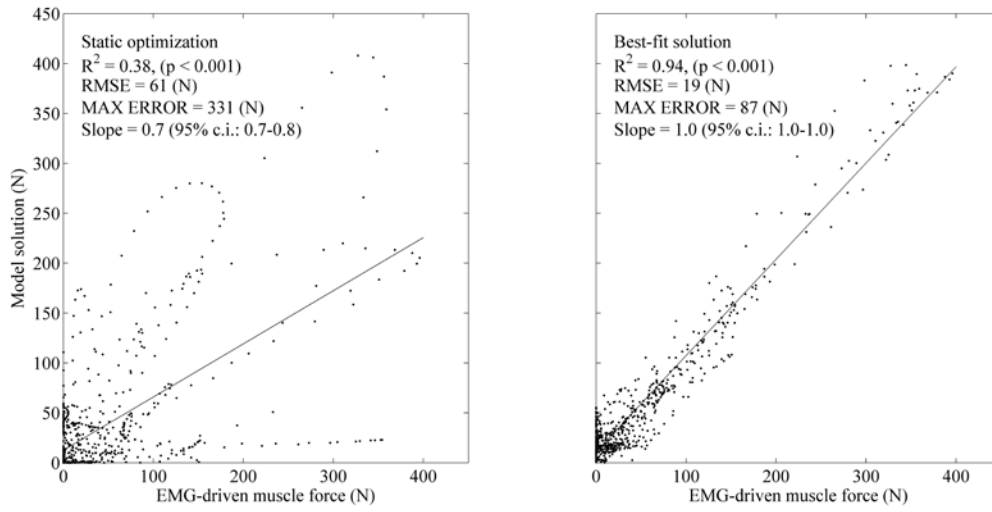 450
400
350
300
250
200
150
100
50
0
Model solution (N)
Static optimization
R² = 0.38, (p < 0.001)
RMSE = 61 (N)
MAX ERROR = 331 (N)
Slope = 0.7 (95% c.i.: 0.7-0.8)
0 100 200 300 400
EMG-driven muscle force (N)
Best-fit solution
R² = 0.94, (p < 0.001)
RMSE = 19 (N)
MAX ERROR = 87 (N)
Slope = 1.0 (95% c.i.: 1.0-1.0)
0 100 200 300 400
EMG-driven muscle force (N)